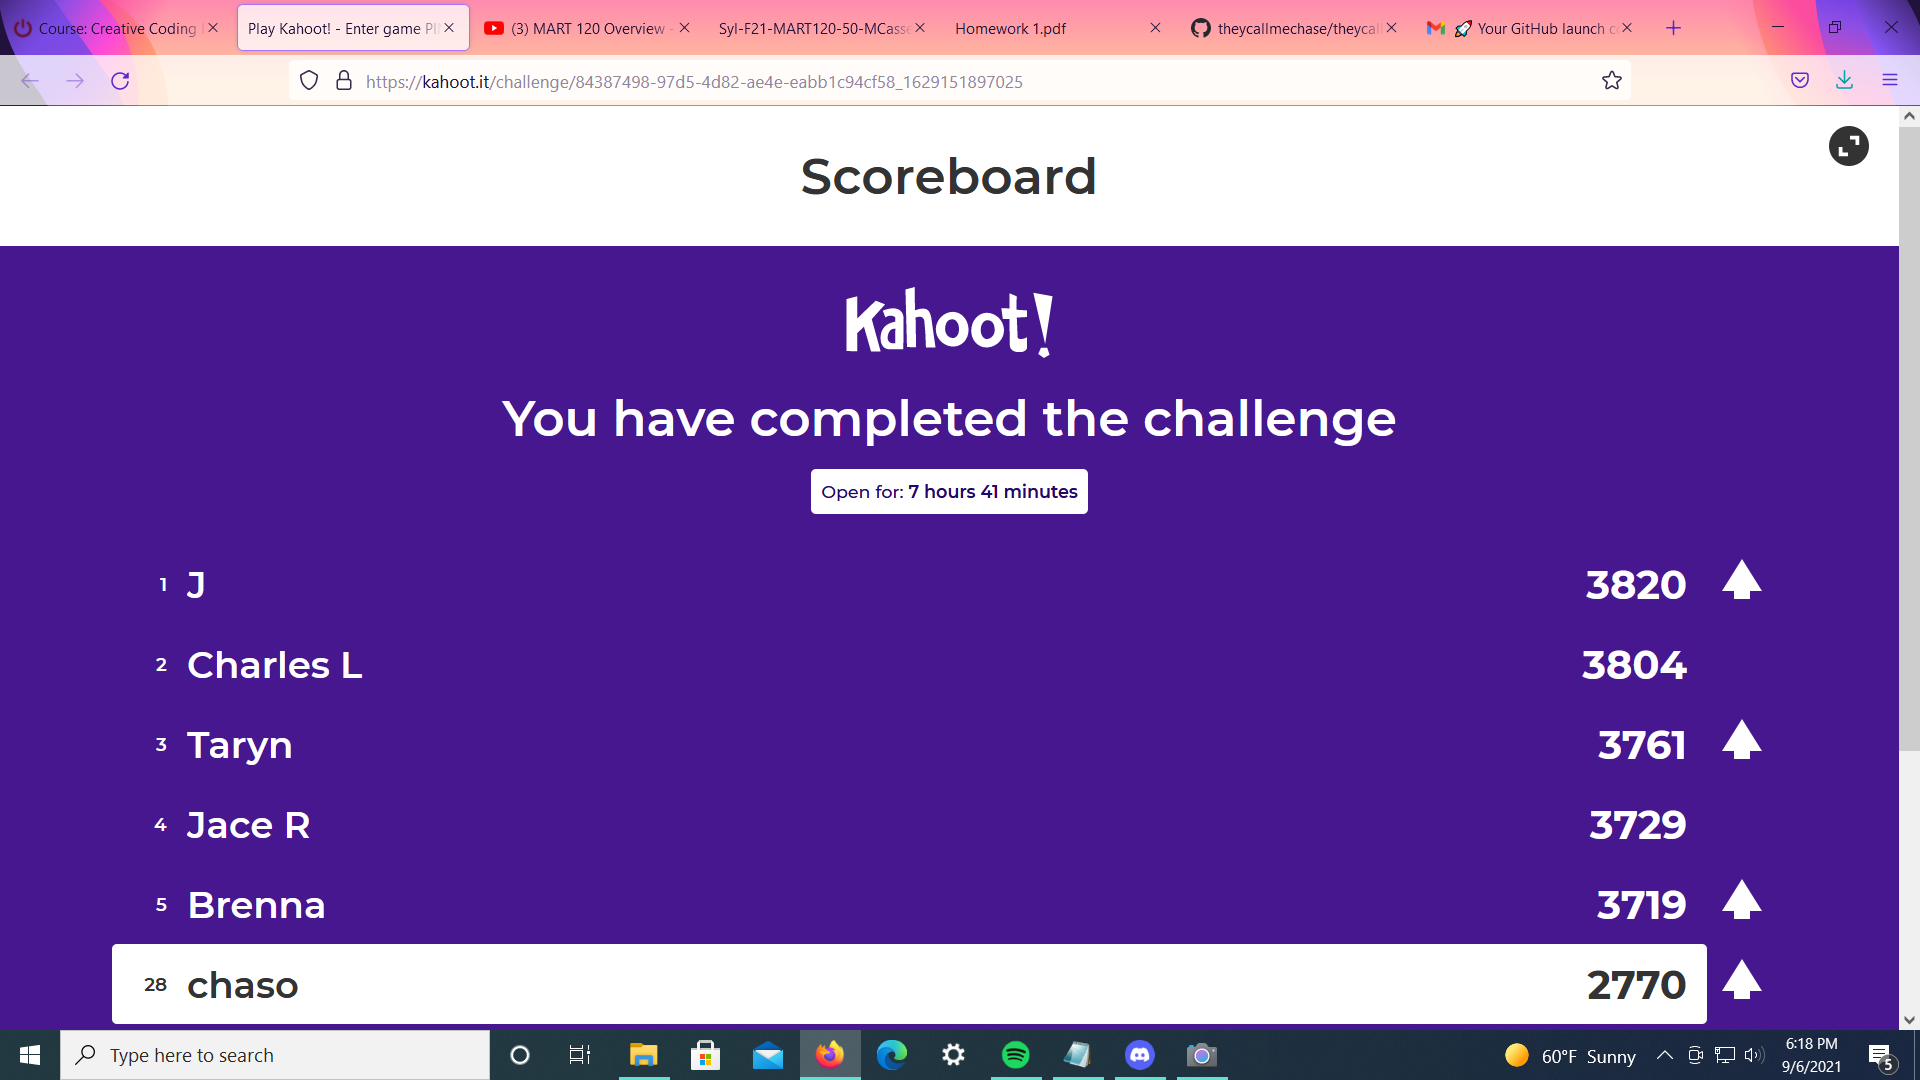 Course: Creative Coding
Play Kahoot! - Enter game PI
(3) MART 120 Overview -
Syl-F21-MART120-50-MCasse
Homework 1.pdf
theycallmechase/theycall
🚀 Your GitHub launch co
https://kahoot.it/challenge/84387498-97d5-4d82-ae4e-eabb1c94cf58_1629151897025
Scoreboard
Kahoot!
You have completed the challenge
Open for: 7 hours 41 minutes
1 J 3820
2 Charles L 3804
3 Taryn 3761
4 Jace R 3729
5 Brenna 3719
28 chaso 2770
Type here to search
60°F Sunny
6:18 PM
9/6/2021
5